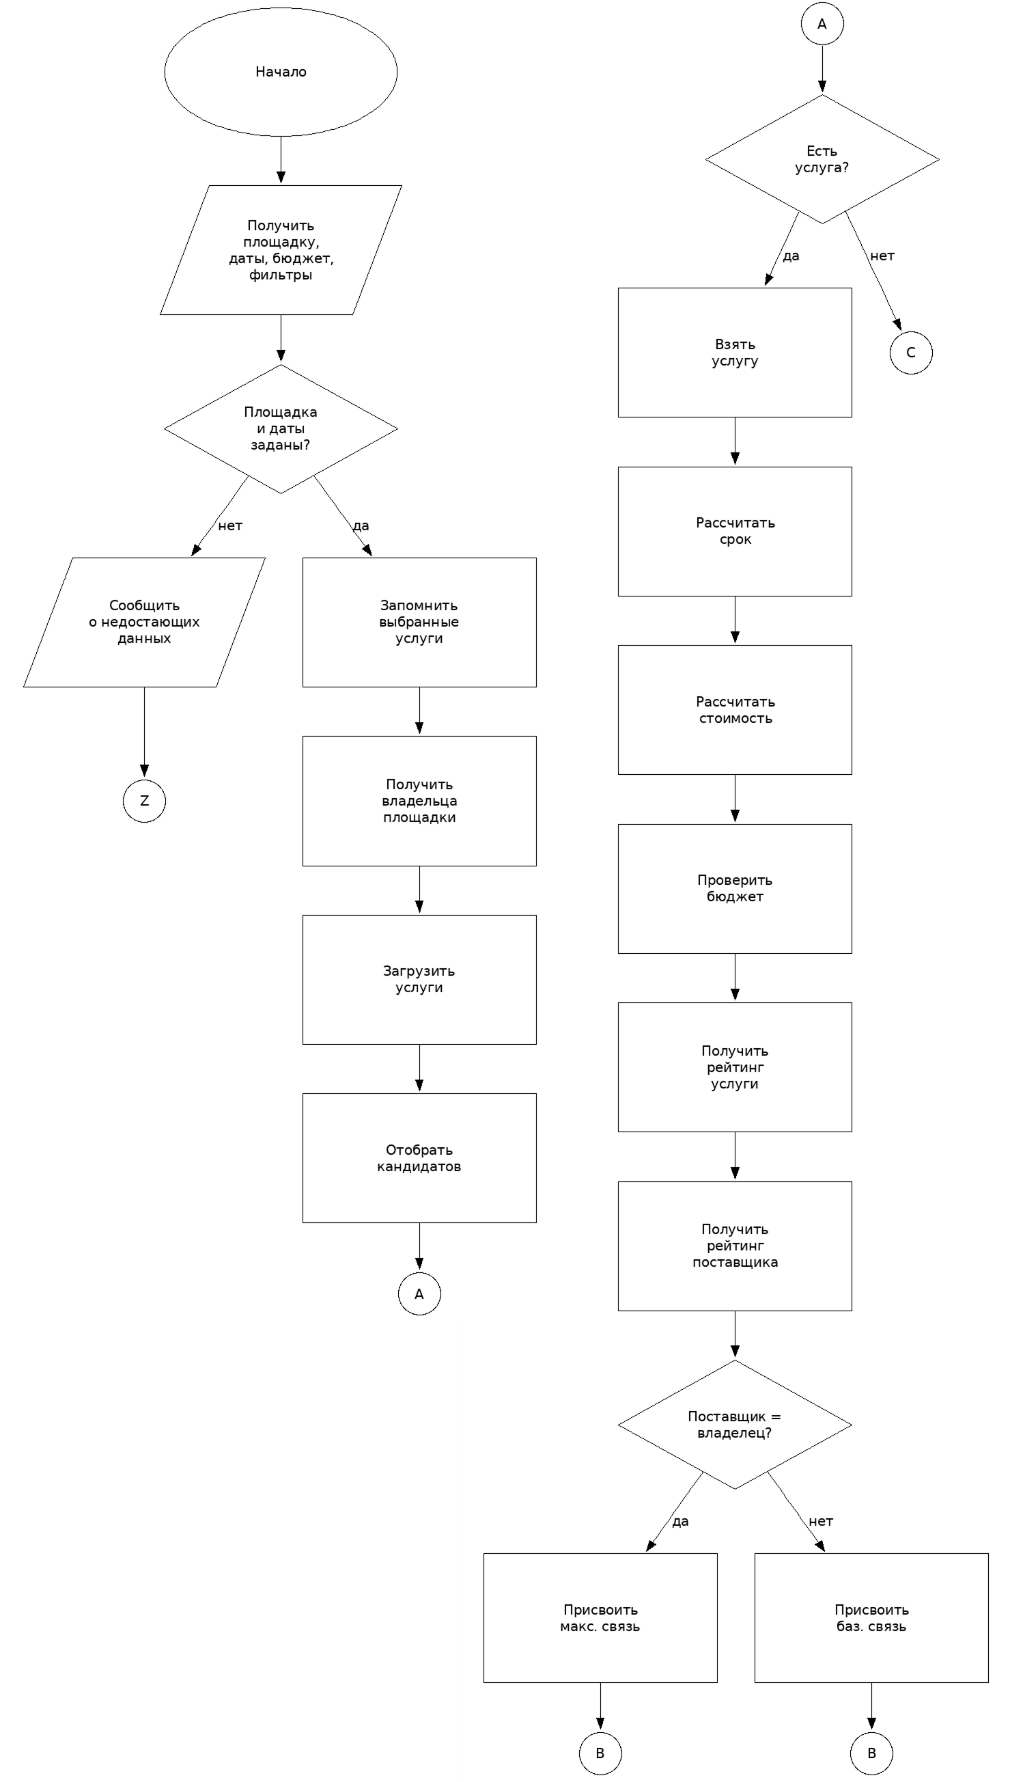 Начало
Получить
площадку,
даты, бюджет,
фильтры
Площадка
и даты
заданы?
нет
да
Сообщить
о недостающих
данных
Z
Запомнить
выбранные
услуги
Получить
владельца
площадки
Загрузить
услуги
Отобрать
кандидатов
A
A
Есть
услуга?
да
нет
C
Взять
услугу
Рассчитать
срок
Рассчитать
стоимость
Проверить
бюджет
Получить
рейтинг
услуги
Получить
рейтинг
поставщика
Поставщик =
владелец?
да
нет
Присвоить
макс. связь
Присвоить
баз. связь
B
B